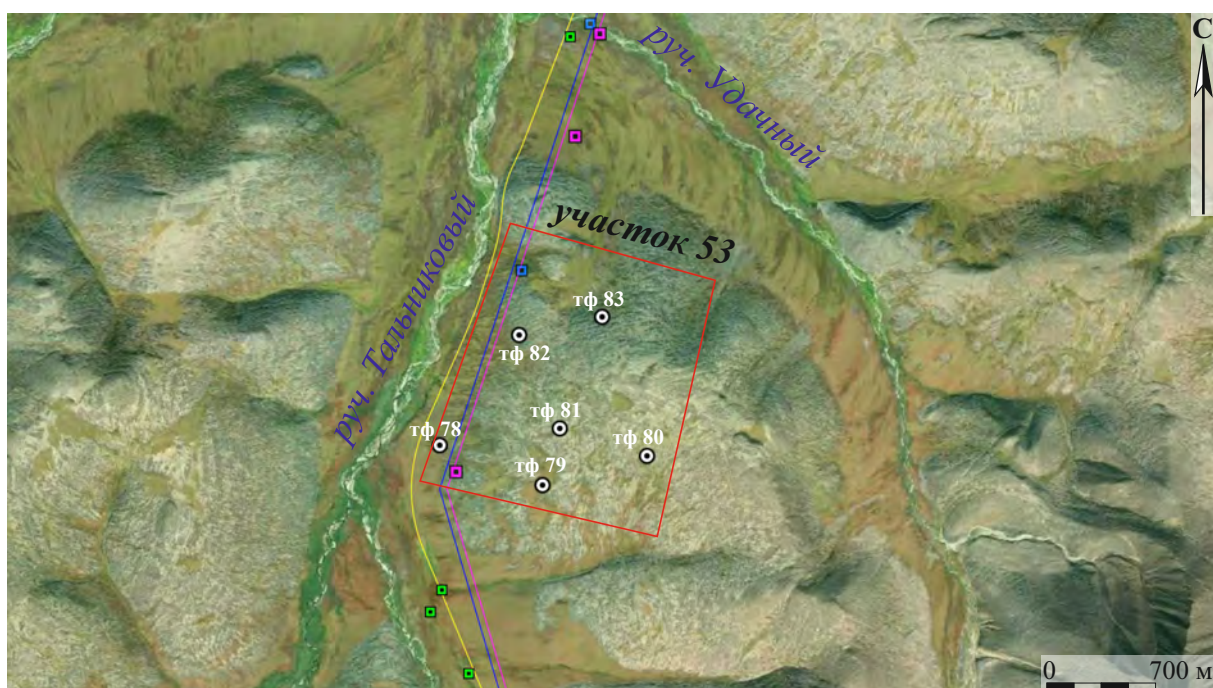 С
руч. Удачный
руч. Тальниковый
участок 53
тф 83
тф 82
тф 81
тф 78
тф 80
тф 79
0 700 м